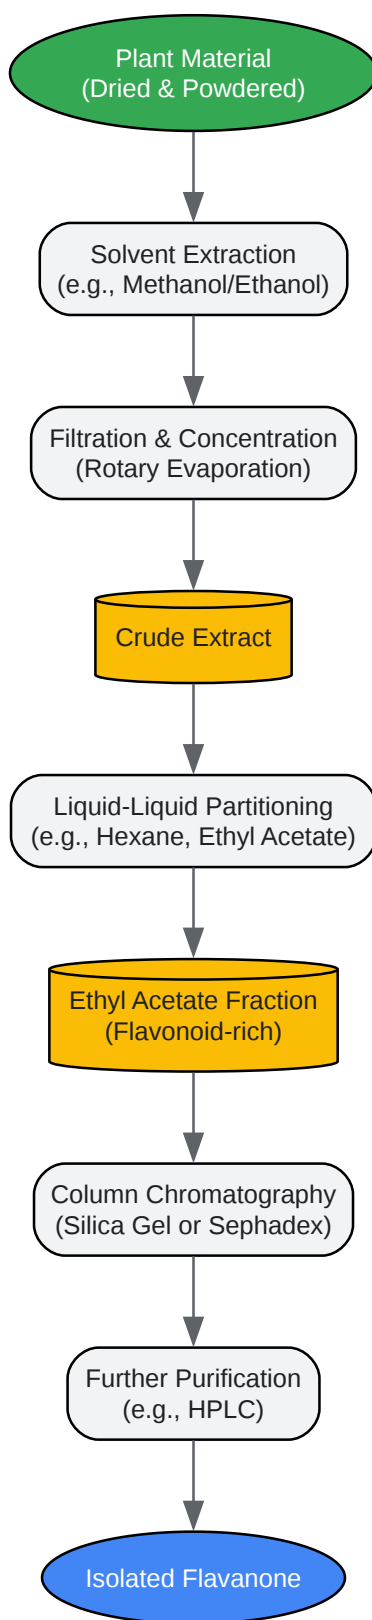 Plant Material
(Dried & Powdered)
Solvent Extraction
(e.g., Methanol/Ethanol)
Filtration & Concentration
(Rotary Evaporation)
Crude Extract
Liquid-Liquid Partitioning
(e.g., Hexane, Ethyl Acetate)
Ethyl Acetate Fraction
(Flavonoid-rich)
Column Chromatography
(Silica Gel or Sephadex)
Further Purification
(e.g., HPLC)
Isolated Flavanone